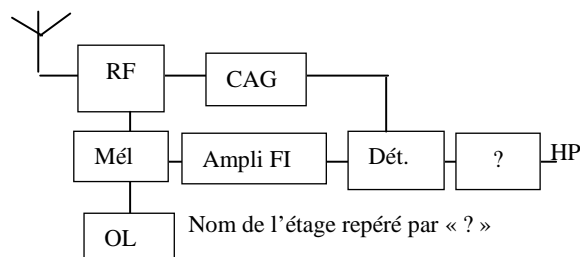 RF
CAG
Mél
Ampli FI
Dét.
?
HP
OL
Nom de l'étage repéré par « ? »